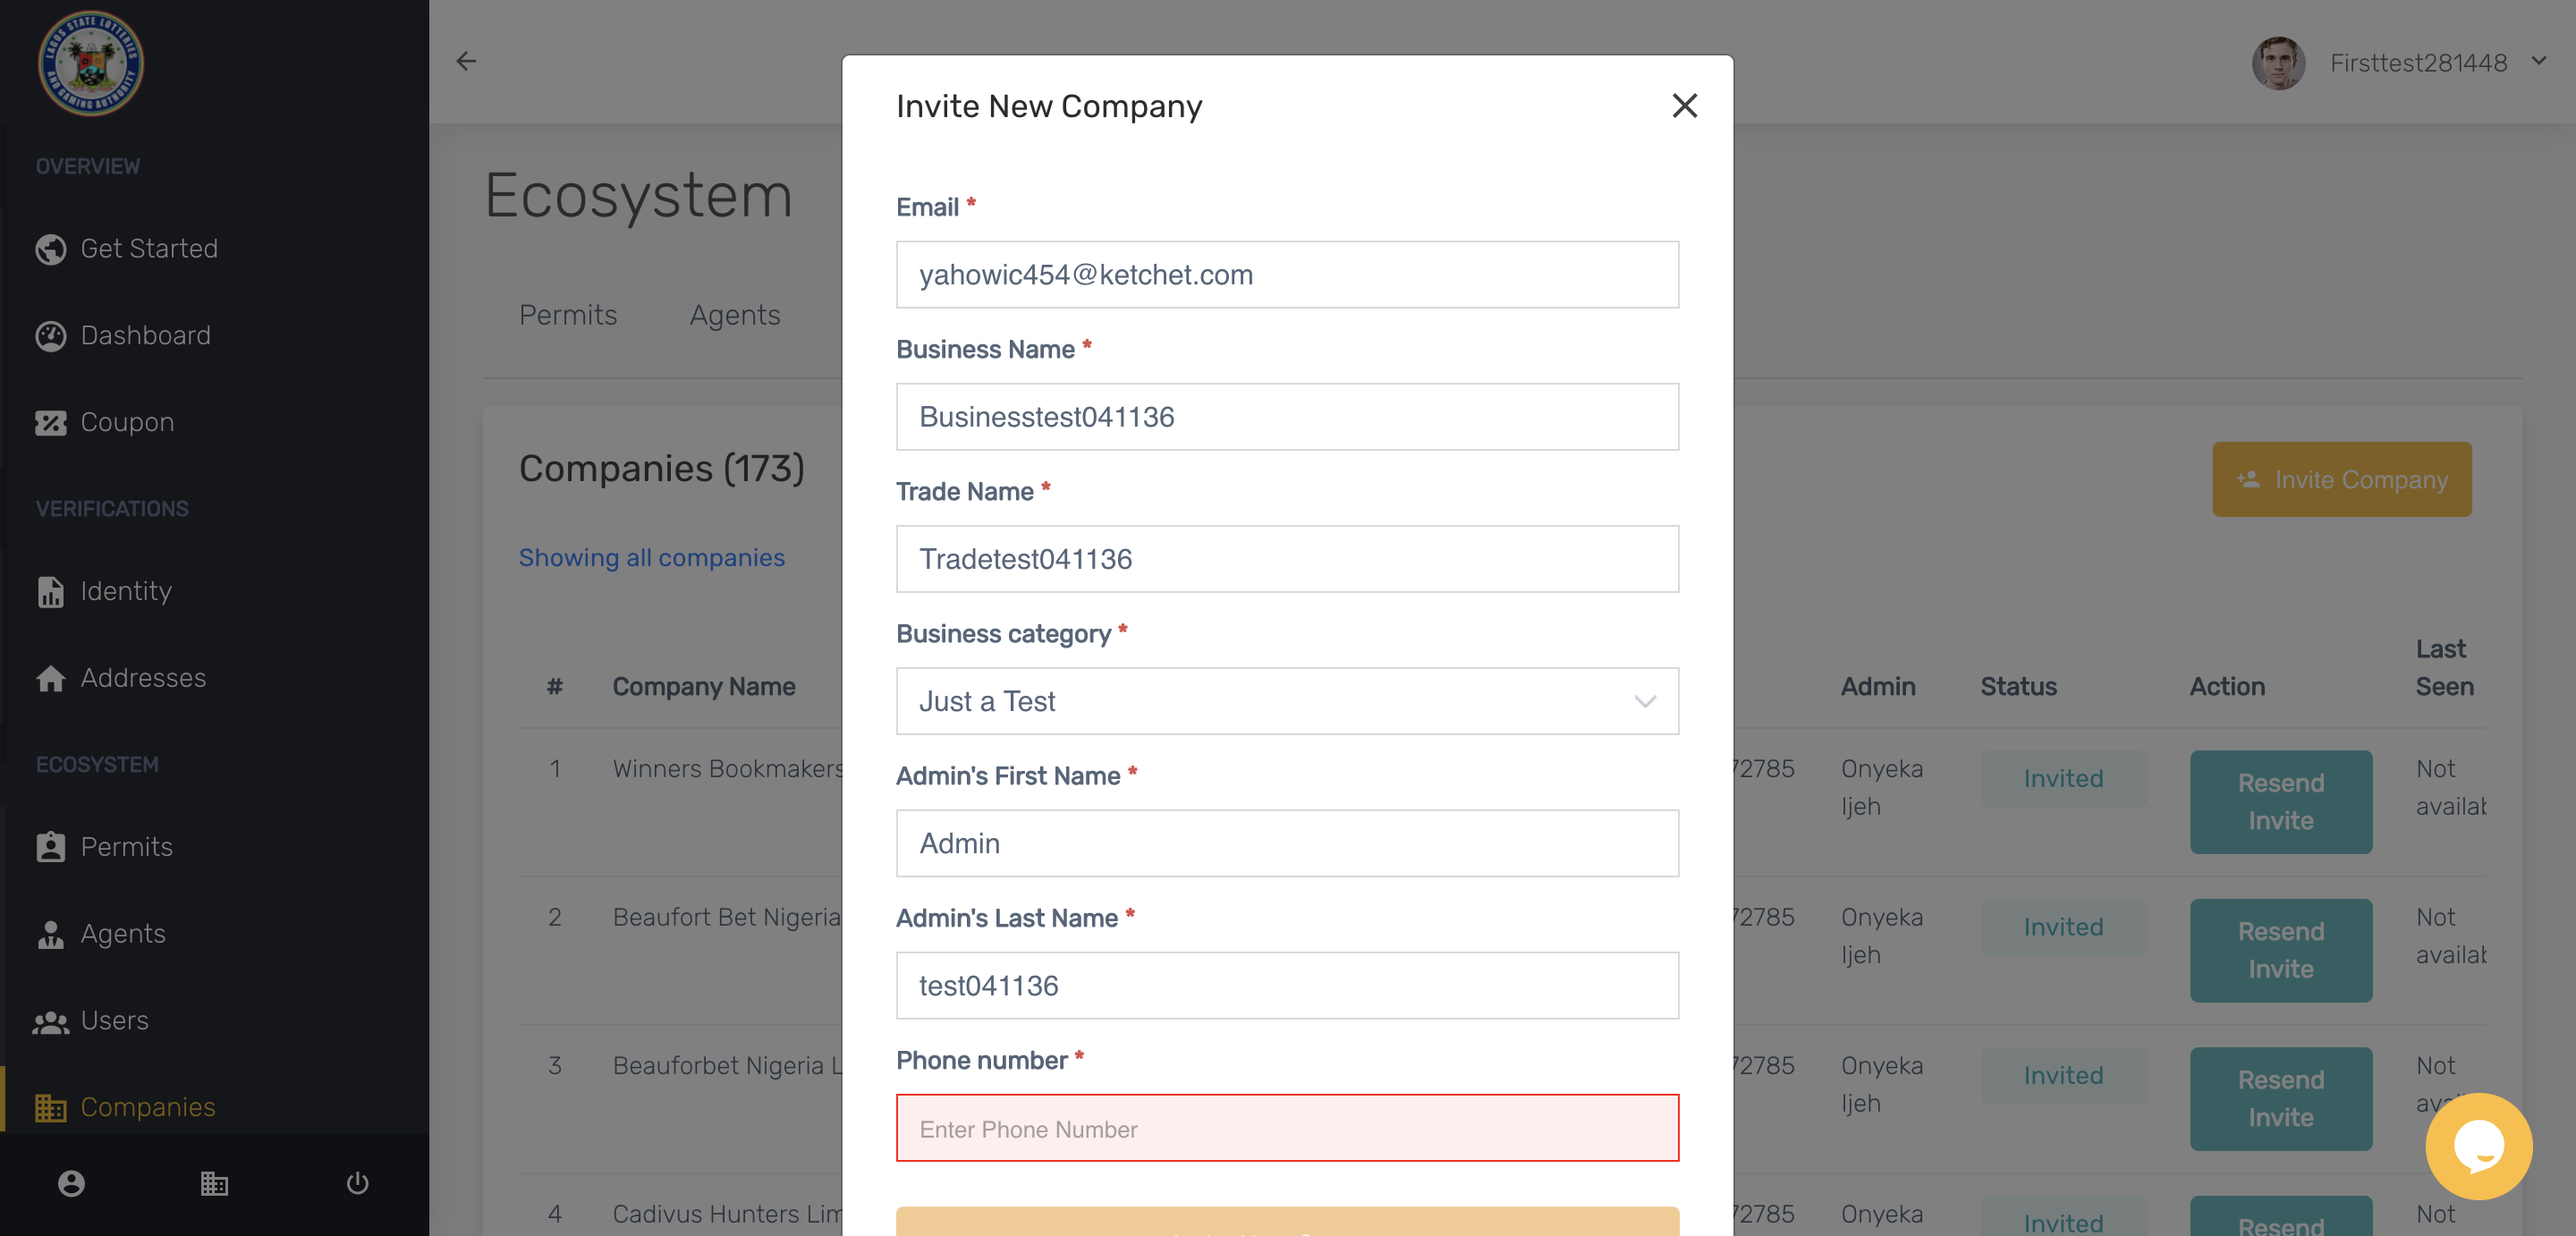 LAGOS STATE LOTTERIES
AND GAMING AUTHORITY
Firsttest281448
OVERVIEW
Get Started
Dashboard
Coupon
VERIFICATIONS
Identity
Addresses
ECOSYSTEM
Permits
Agents
Users
Companies
Ecosystem
Permits
Agents
Companies (173)
Invite Company
Showing all companies
# Company Name Admin Status Action Last Seen
1 Winners Bookmakers 72785 Onyeka Ijeh Invited Resend Invite Not availab
2 Beaufort Bet Nigeria 72785 Onyeka Ijeh Invited Resend Invite Not availab
3 Beauforbet Nigeria L 72785 Onyeka Ijeh Invited Resend Invite Not
4 Cadivus Hunters Lim 72785 Onyeka Invited Resend Not
Invite New Company
Email *
yahowic454@ketchet.com
Business Name *
Businesstest041136
Trade Name *
Tradetest041136
Business category *
Just a Test
Admin's First Name *
Admin
Admin's Last Name *
test041136
Phone number *
Enter Phone Number